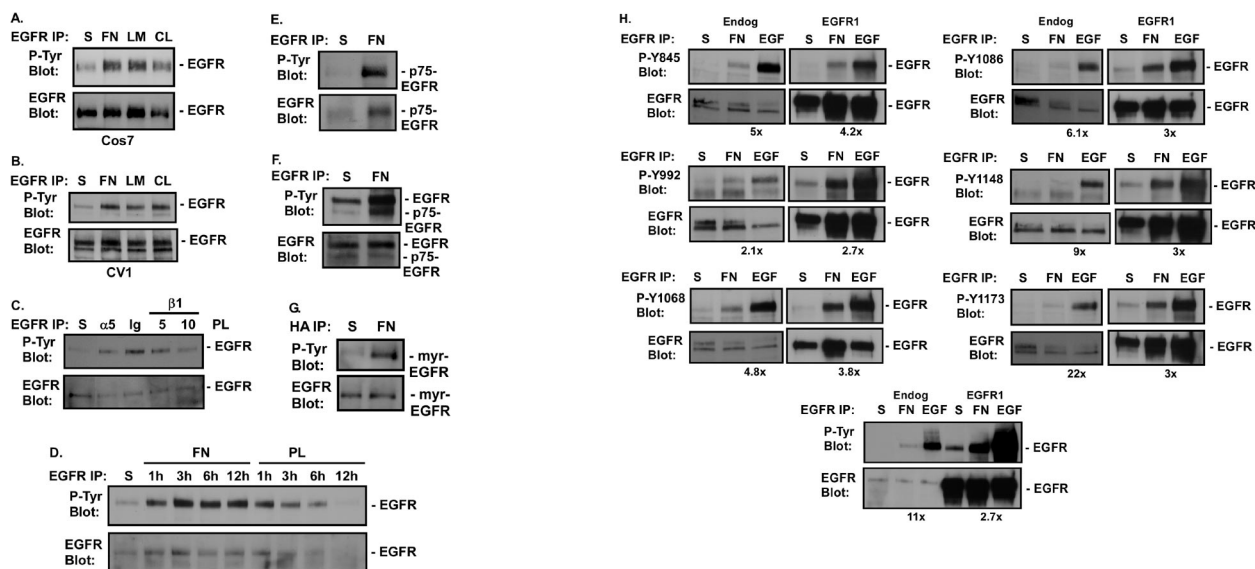 A.
EGFR IP: S FN LM CL
P-Tyr
Blot:
- EGFR
EGFR
Blot:
- EGFR
Cos7
B.
EGFR IP: S FN LM CL
P-Tyr
Blot:
- EGFR
EGFR
Blot:
- EGFR
CV1
C.
β1
EGFR IP: S α5 Ig 5 10 PL
P-Tyr
Blot:
- EGFR
EGFR
Blot:
- EGFR
D.
FN PL
EGFR IP: S 1h 3h 6h 12h 1h 3h 6h 12h
P-Tyr
Blot:
- EGFR
EGFR
Blot:
- EGFR
E.
EGFR IP: S FN
P-Tyr
Blot:
- p75-
EGFR
EGFR
Blot:
- p75-
EGFR
F.
EGFR IP: S FN
P-Tyr
Blot:
- EGFR
- p75-
EGFR
EGFR
Blot:
- EGFR
- p75-
EGFR
G.
HA IP: S FN
P-Tyr
Blot:
- myr-
EGFR
EGFR
Blot:
- myr-
EGFR
H.
Endog EGFR1
EGFR IP: S FN EGF S FN EGF
P-Y845
Blot:
- EGFR
EGFR
Blot:
- EGFR
5x 4.2x
S FN EGF S FN EGF
P-Y992
Blot:
- EGFR
EGFR
Blot:
- EGFR
2.1x 2.7x
S FN EGF S FN EGF
P-Y1068
Blot:
- EGFR
EGFR
Blot:
- EGFR
4.8x 3.8x
Endog EGFR1
EGFR IP: S FN EGF S FN EGF
P-Y1086
Blot:
- EGFR
EGFR
Blot:
- EGFR
6.1x 3x
S FN EGF S FN EGF
P-Y1148
Blot:
- EGFR
EGFR
Blot:
- EGFR
9x 3x
S FN EGF S FN EGF
P-Y1173
Blot:
- EGFR
EGFR
Blot:
- EGFR
22x 3x
Endog EGFR1
EGFR IP: S FN EGF S FN EGF
P-Tyr
Blot:
- EGFR
EGFR
Blot:
- EGFR
11x 2.7x